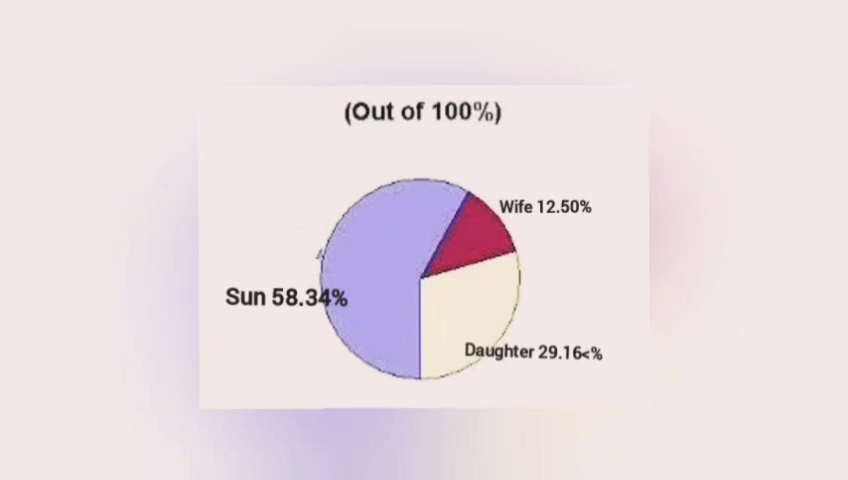 (Out of 100%)
Wife 12.50%
Sun 58.34%
Daughter 29.16<%